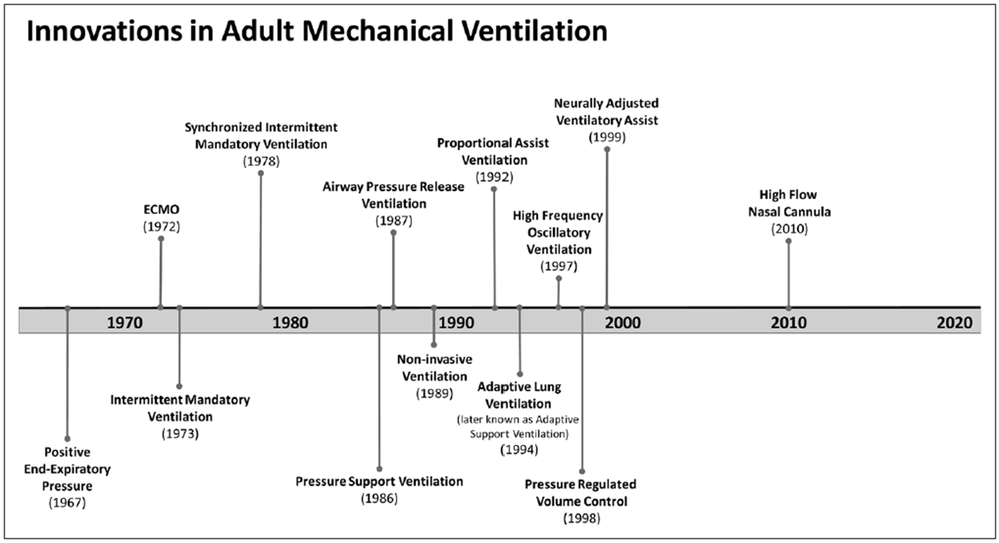 Innovations in Adult Mechanical Ventilation
Neurally Adjusted
Ventilatory Assist
(1999)
Synchronized Intermittent
Mandatory Ventilation
(1978)
Proportional Assist
Ventilation
(1992)
Airway Pressure Release
Ventilation
(1987)
High Flow
Nasal Cannula
(2010)
ECMO
(1972)
High Frequency
Oscillatory
Ventilation
(1997)
1970 1980 1990 2000 2010 2020
Non-invasive
Ventilation
(1989)
Adaptive Lung
Ventilation
(later known as Adaptive
Support Ventilation)
(1994)
Intermittent Mandatory
Ventilation
(1973)
Positive
End-Expiratory
Pressure
(1967)
Pressure Support Ventilation
(1986)
Pressure Regulated
Volume Control
(1998)